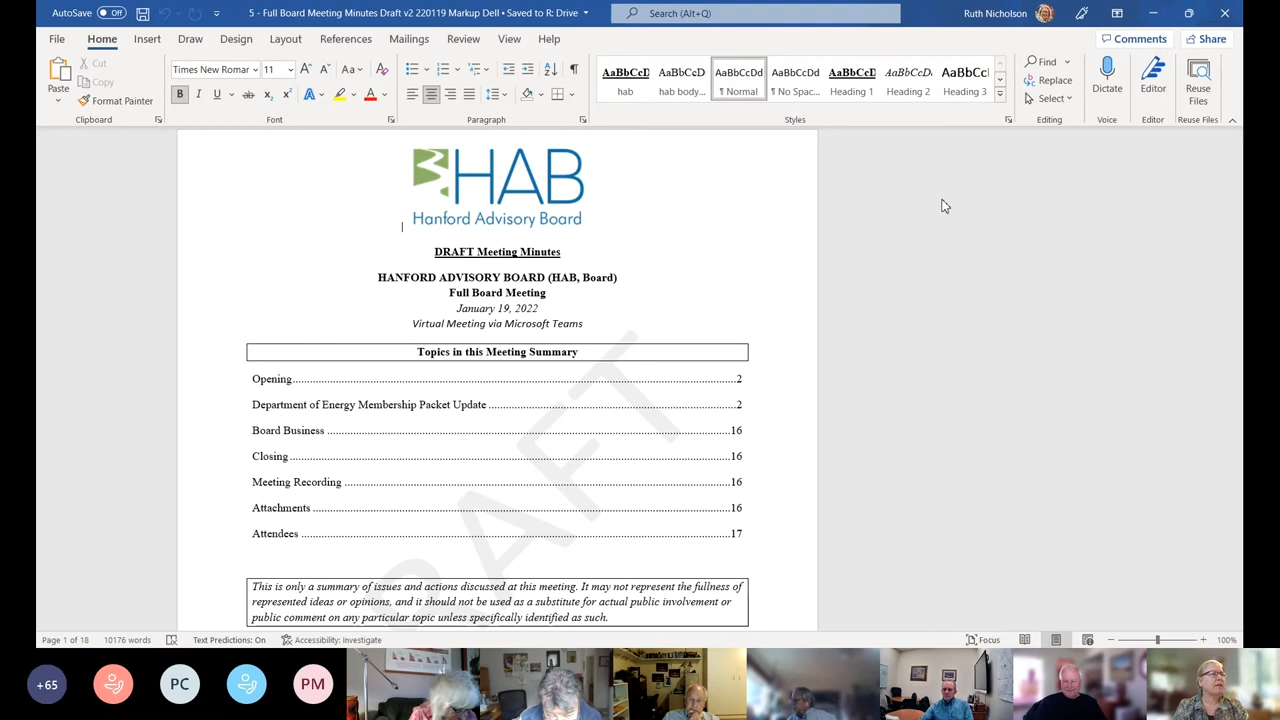 AutoSave Off 5 - Full Board Meeting Minutes Draft v2 220119 Markup Dell • Saved to R: Drive Search (Alt+Q) Ruth Nicholson
File Home Insert Draw Design Layout References Mailings Review View Help Comments Share
Paste Cut Copy Format Painter
Times New Romar 11 Aa
B I U ab x₂ x² A A
AaBbCcD AaBbCcD AaBbCcDd AaBbCcDd AaBbCcD AaBbCcD. AaBbC
hab hab body... ¶ Normal ¶ No Spac... Heading 1 Heading 2 Heading 3
Find Replace Select
Dictate Editor Reuse Files
Clipboard Font Paragraph Styles Editing Voice Editor Reuse Files
HAB
Hanford Advisory Board
DRAFT Meeting Minutes
HANFORD ADVISORY BOARD (HAB, Board)
Full Board Meeting
January 19, 2022
Virtual Meeting via Microsoft Teams
Topics in this Meeting Summary
Opening 2
Department of Energy Membership Packet Update 2
Board Business 16
Closing 16
Meeting Recording 16
Attachments 16
Attendees 17
DRAFT
This is only a summary of issues and actions discussed at this meeting. It may not represent the fullness of
represented ideas or opinions, and it should not be used as a substitute for actual public involvement or
public comment on any particular topic unless specifically identified as such.
Page 1 of 18 10176 words Text Predictions: On Accessibility: Investigate Focus 100%
+65 PC PM